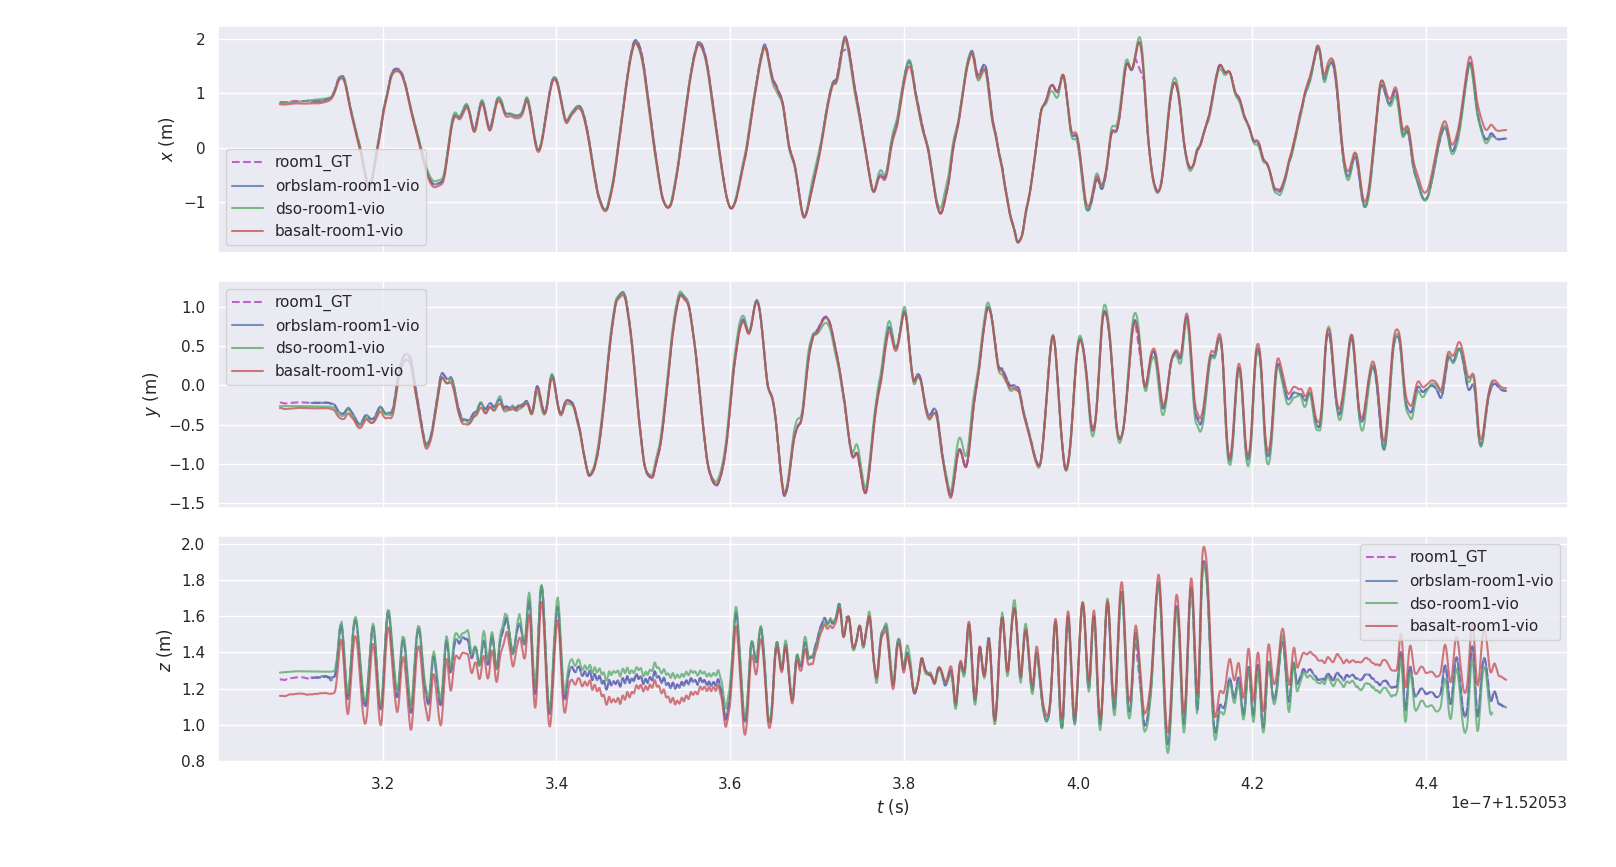 2
1
0
−1
x (m)
room1_GT
orbslam-room1-vio
dso-room1-vio
basalt-room1-vio
1.0
0.5
0.0
−0.5
−1.0
−1.5
y (m)
room1_GT
orbslam-room1-vio
dso-room1-vio
basalt-room1-vio
2.0
1.8
1.6
1.4
1.2
1.0
0.8
z (m)
room1_GT
orbslam-room1-vio
dso-room1-vio
basalt-room1-vio
3.2 3.4 3.6 3.8 4.0 4.2 4.4
t (s)
1e−7+1.52053